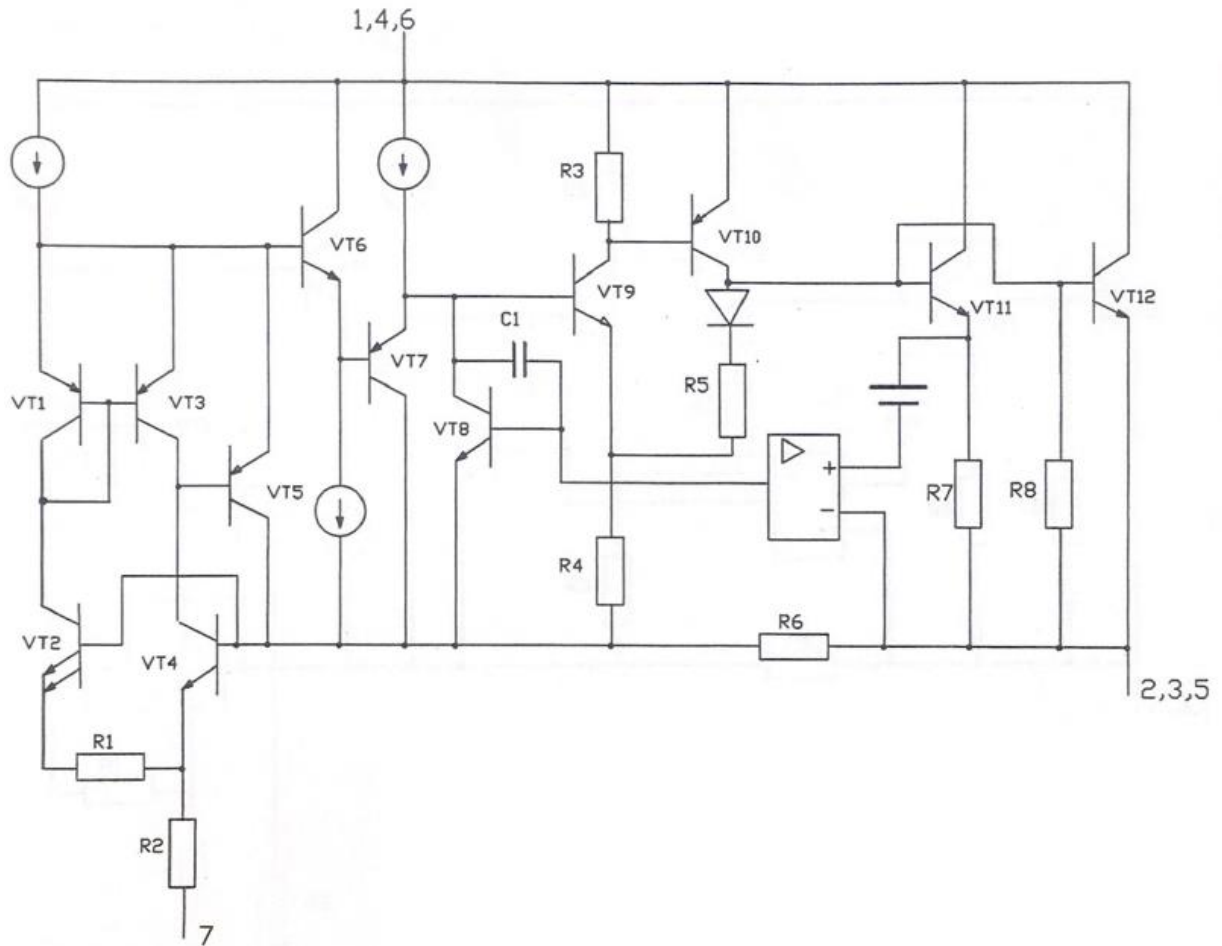 1,4,6
R3
VT6
VT10
VT9
VT11
VT12
C1
VT7
VT1
VT3
R5
VT8
VT5
+
R7
R8
−
R4
R6
VT2
VT4
2,3,5
R1
R2
7